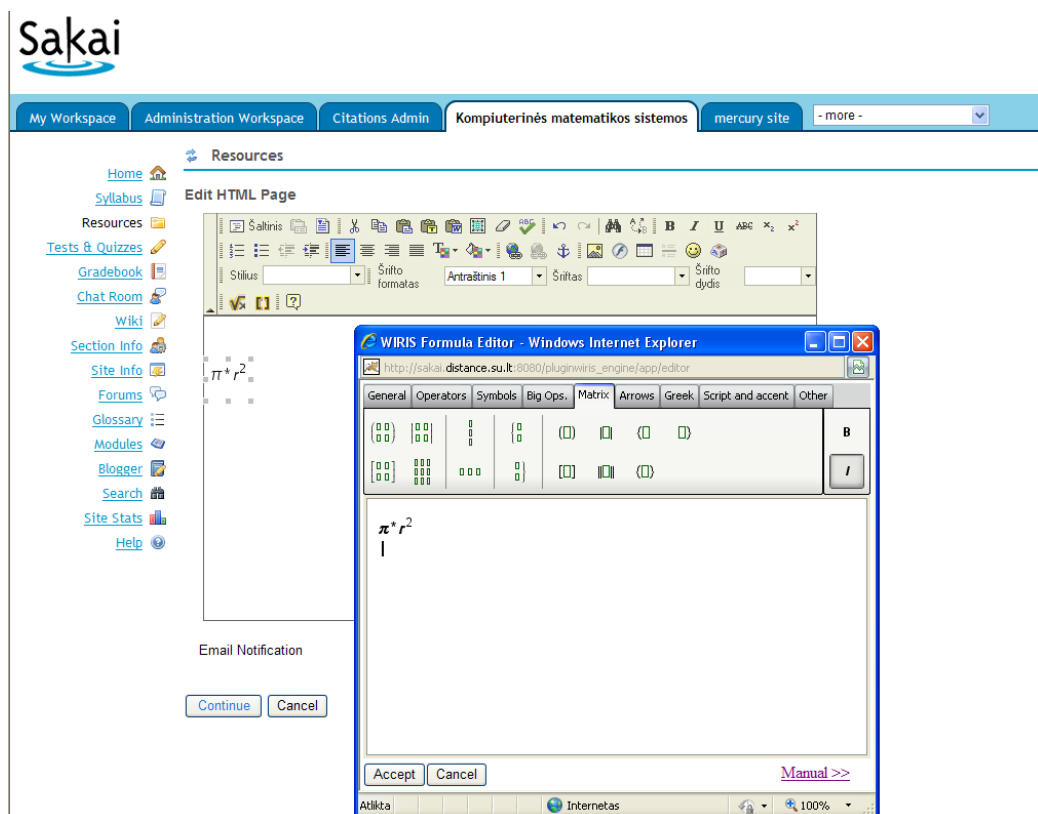 Sakai
My Workspace Administration Workspace Citations Admin Kompiuterinės matematikos sistemos mercury site - more -
Resources
Home
Syllabus
Resources
Tests & Quizzes
Gradebook
Chat Room
Wiki
Section Info
Site Info
Forums
Glossary
Modules
Blogger
Search
Site Stats
Help
Edit HTML Page
Šaltinis B I U ABC x₂ x²
Stilius Šrifto formatas Antraštinis 1 Šriftas Šrifto dydis
π*r²
WIRIS Formula Editor - Windows Internet Explorer
http://sakai.distance.su.lt:8080/pluginwiris_engine/app/editor
General Operators Symbols Big Ops. Matrix Arrows Greek Script and accent Other
B
I
π*r²
Email Notification
Continue Cancel
Accept Cancel Manual >>
Atlikta Internetas 100%